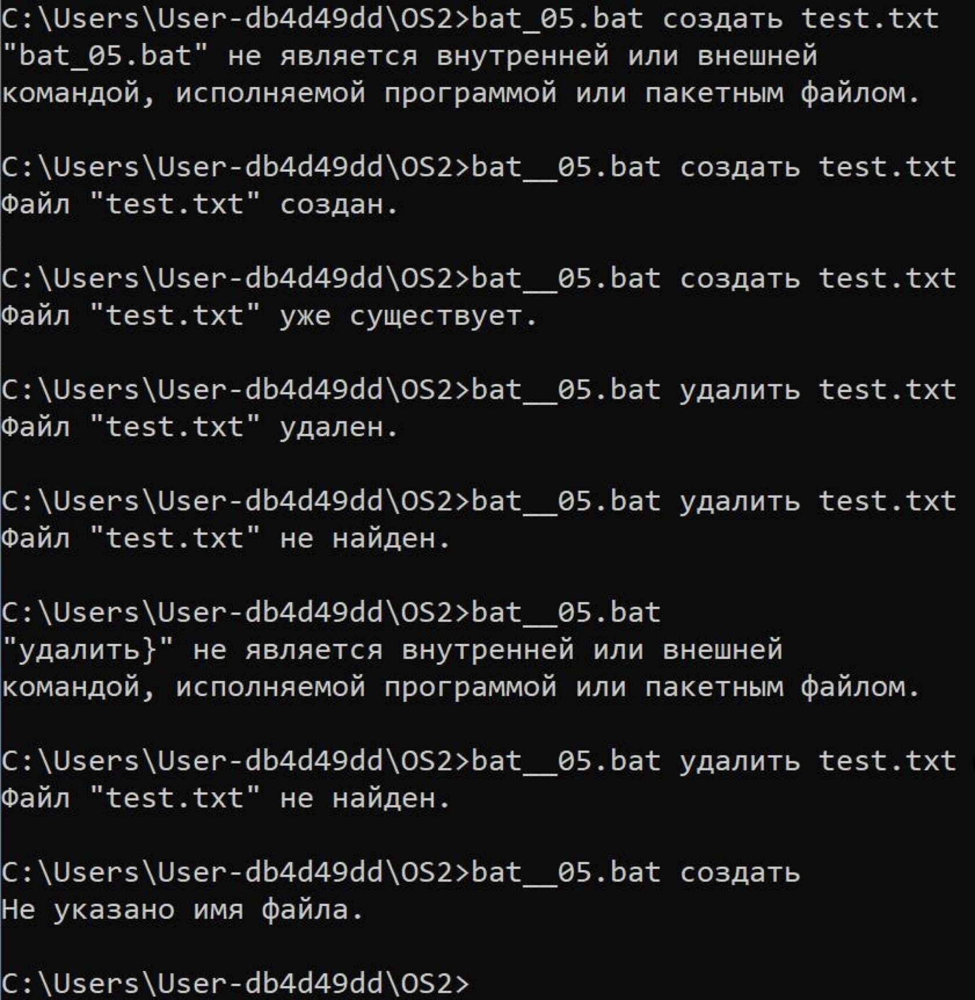 C:\Users\User-db4d49dd\OS2>bat_05.bat создать test.txt
"bat_05.bat" не является внутренней или внешней
командой, исполняемой программой или пакетным файлом.
C:\Users\User-db4d49dd\OS2>bat__05.bat создать test.txt
Файл "test.txt" создан.
C:\Users\User-db4d49dd\OS2>bat__05.bat создать test.txt
Файл "test.txt" уже существует.
C:\Users\User-db4d49dd\OS2>bat__05.bat удалить test.txt
Файл "test.txt" удален.
C:\Users\User-db4d49dd\OS2>bat__05.bat удалить test.txt
Файл "test.txt" не найден.
C:\Users\User-db4d49dd\OS2>bat__05.bat
"удалить}" не является внутренней или внешней
командой, исполняемой программой или пакетным файлом.
C:\Users\User-db4d49dd\OS2>bat__05.bat удалить test.txt
Файл "test.txt" не найден.
C:\Users\User-db4d49dd\OS2>bat__05.bat создать
Не указано имя файла.
C:\Users\User-db4d49dd\OS2>